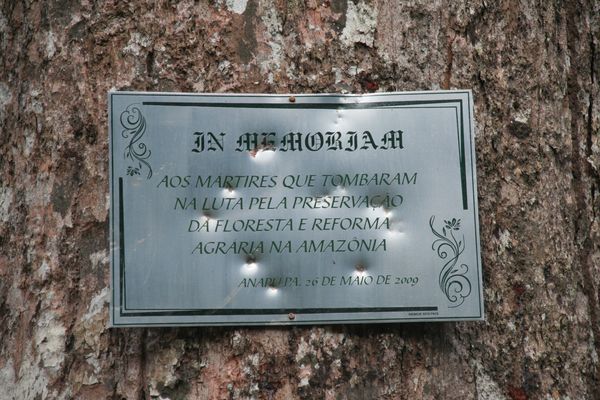 IN MEMORIAM
AOS MARTIRES QUE TOMBARAM
NA LUTA PELA PRESERVAÇÃO
DA FLORESTA E REFORMA
AGRARIA NA AMAZÔNIA
ANAPU-PA, 26 DE MAIO DE 2009